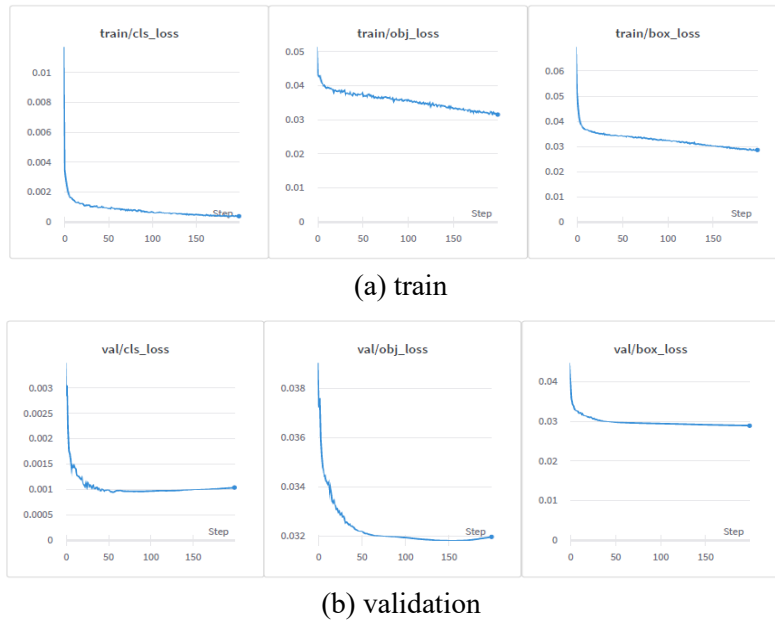 train/cls_loss
0.01
0.008
0.006
0.004
0.002
0
Step
0 50 100 150
train/obj_loss
0.05
0.04
0.03
0.02
0.01
0
Step
0 50 100 150
train/box_loss
0.06
0.05
0.04
0.03
0.02
0.01
0
Step
0 50 100 150
(a) train
val/cls_loss
0.003
0.0025
0.002
0.0015
0.001
0.0005
0
Step
0 50 100 150
val/obj_loss
0.038
0.036
0.034
0.032
Step
0 50 100 150
val/box_loss
0.04
0.03
0.02
0.01
0
Step
0 50 100 150
(b) validation